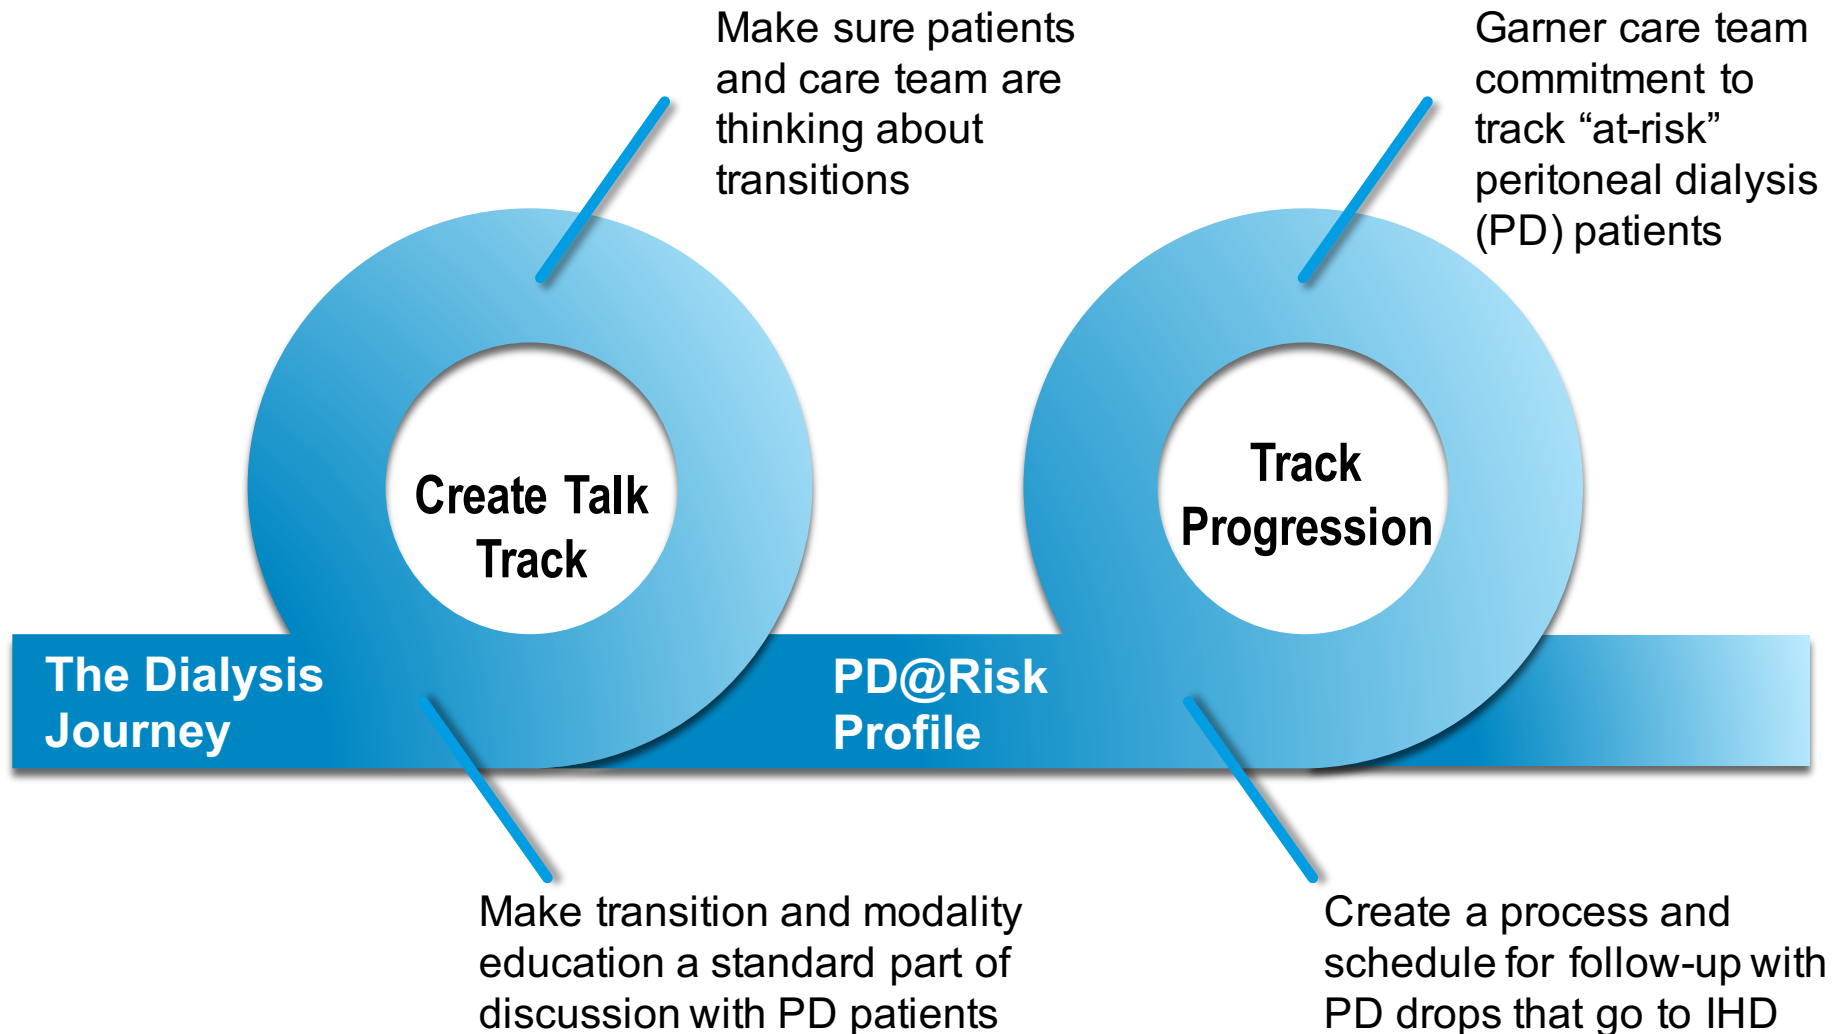 Make sure patients
and care team are
thinking about
transitions
Garner care team
commitment to
track “at-risk”
peritoneal dialysis
(PD) patients
Create Talk
Track
Track
Progression
The Dialysis
Journey
PD@Risk
Profile
Make transition and modality
education a standard part of
discussion with PD patients
Create a process and
schedule for follow-up with
PD drops that go to IHD